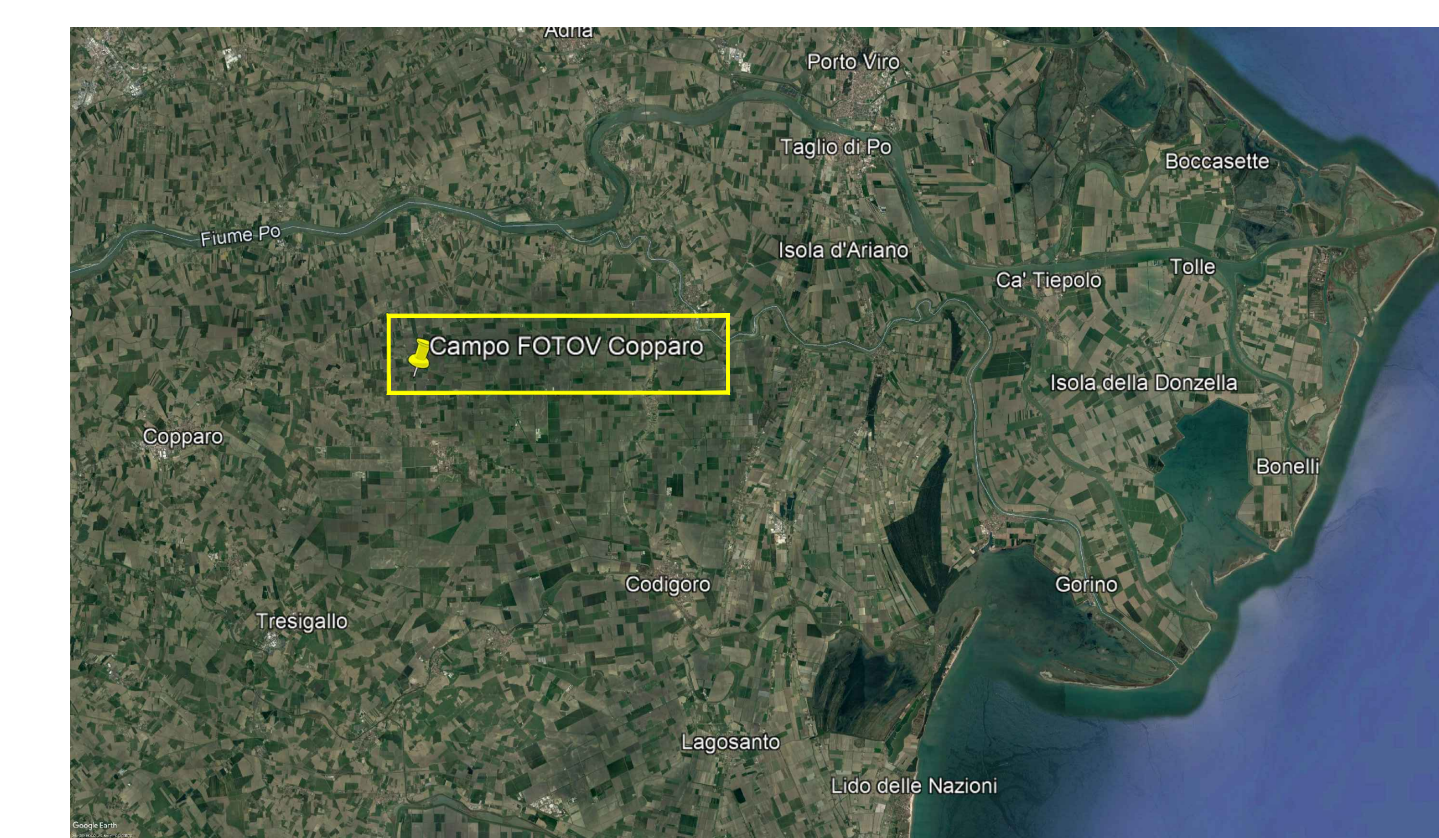 Adria
Porto Viro
Taglio di Po
Boccasette
Fiume Po
Isola d'Ariano
Tolle
Ca' Tiepolo
Campo FOTOV Copparo
Isola della Donzella
Copparo
Bonelli
Codigoro
Gorino
Tresigallo
Lagosanto
Lido delle Nazioni
Google Earth